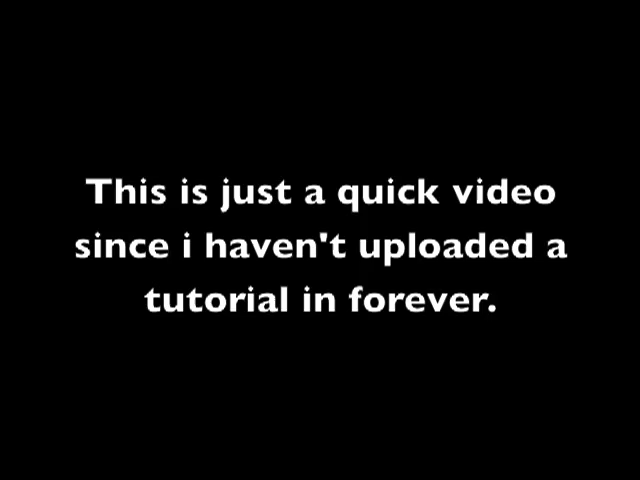 This is just a quick video
since i haven't uploaded a
tutorial in forever.